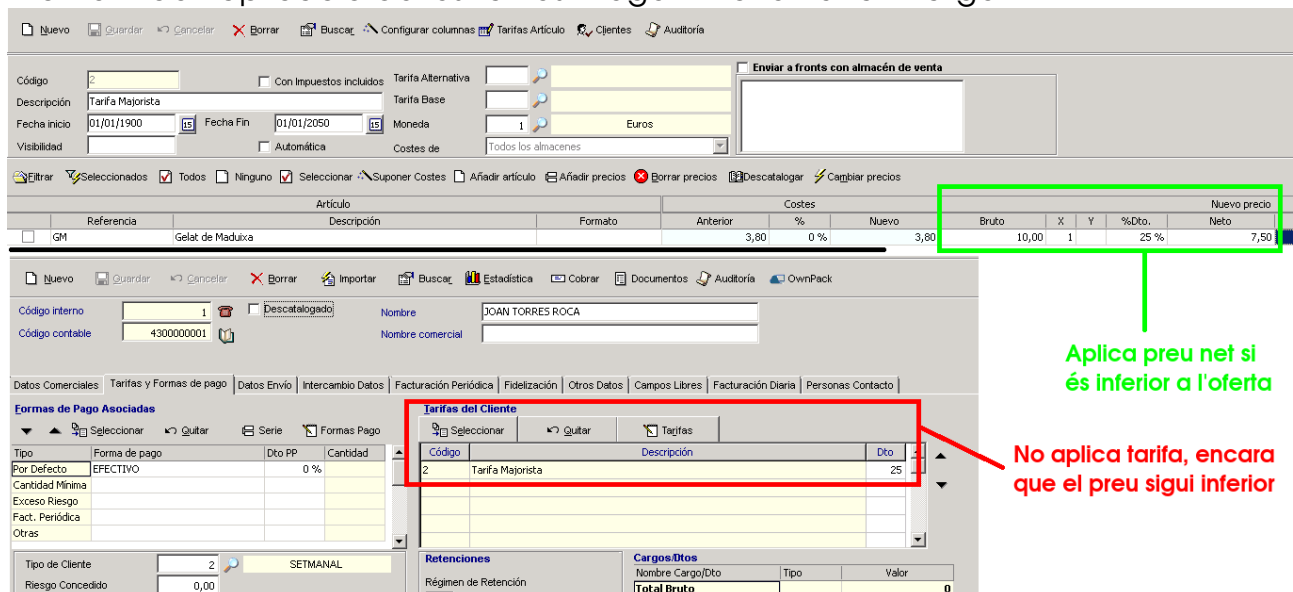 Nuevo Guardar Cancelar Borrar Buscar Configurar columnas Tarifas Artículo Clientes Auditoría
Enviar a fronts con almacén de venta
Código 2 Con Impuestos incluidos Tarifa Alternativa
Descripción Tarifa Majorista Tarifa Base
Fecha inicio 01/01/1900 15 Fecha Fin 01/01/2050 15 Moneda 1 Euros
Visibilidad Automática Costes de Todos los almacenes
Filtrar Seleccionados Todos Ninguno Seleccionar Suponer Costes Añadir artículo Añadir precios Borrar precios Descatalogar Cambiar precios
Artículo Costes Nuevo precio
Referencia Descripción Formato Anterior % Nuevo Bruto X Y %Dto. Neto
GM Gelat de Maduixa 3,80 0 % 3,80 10,00 1 25 % 7,50
Nuevo Guardar Cancelar Borrar Importar Buscar Estadística Cobrar Documentos Auditoría OwnPack
Código interno 1 Descatalogado Nombre JOAN TORRES ROCA
Código contable 4300000001 Nombre comercial
Aplica preu net si
és inferior a l'oferta
Datos Comerciales Tarifas y Formas de pago Datos Envío Intercambio Datos Facturación Periódica Fidelización Otros Datos Campos Libres Facturación Diaria Personas Contacto
Formas de Pago Asociadas Tarifas del Cliente
Seleccionar Quitar Serie Formas Pago Seleccionar Quitar Tarifas
Tipo Forma de pago Dto PP Cantidad Código Descripción Dto
Por Defecto EFECTIVO 0 % 2 Tarifa Majorista 25
Cantidad Mínima
Exceso Riesgo
Fact. Periódica
Otras
No aplica tarifa, encara
que el preu sigui inferior
Tipo de Cliente 2 SETMANAL Retenciones Cargos/Dtos
Nombre Cargo/Dto Tipo Valor
Riesgo Concedido 0,00 Régimen de Retención Total Bruto 0